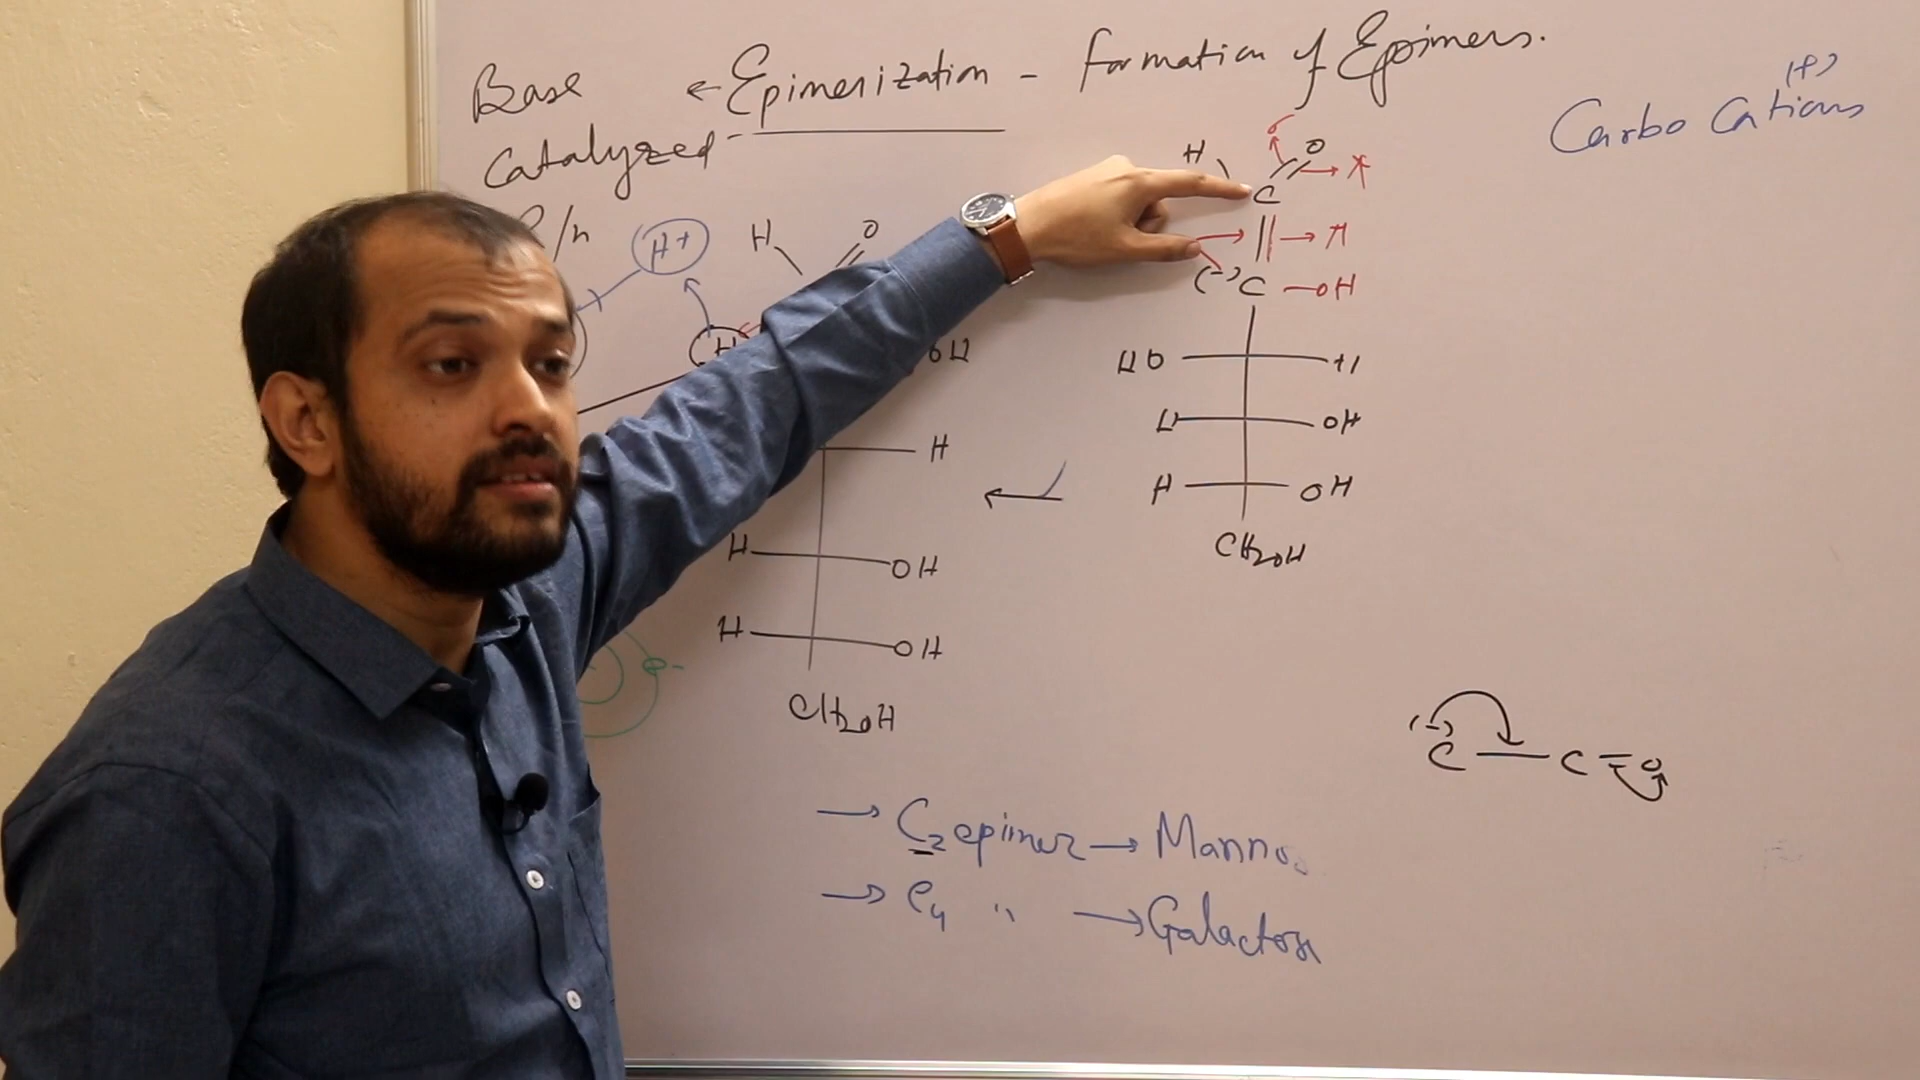 Base ← Epimerization - formation of Epimers.
Catalyzed
(+)
Carbo Cations
H O
C → π
(-) C -OH
H+
H O
H
HO H
H OH
H OH
CH2OH
H
H OH
H OH
CH2OH
(-)
C — C = O
→ C2 epimer → Manno
→ C4 " → Galactose